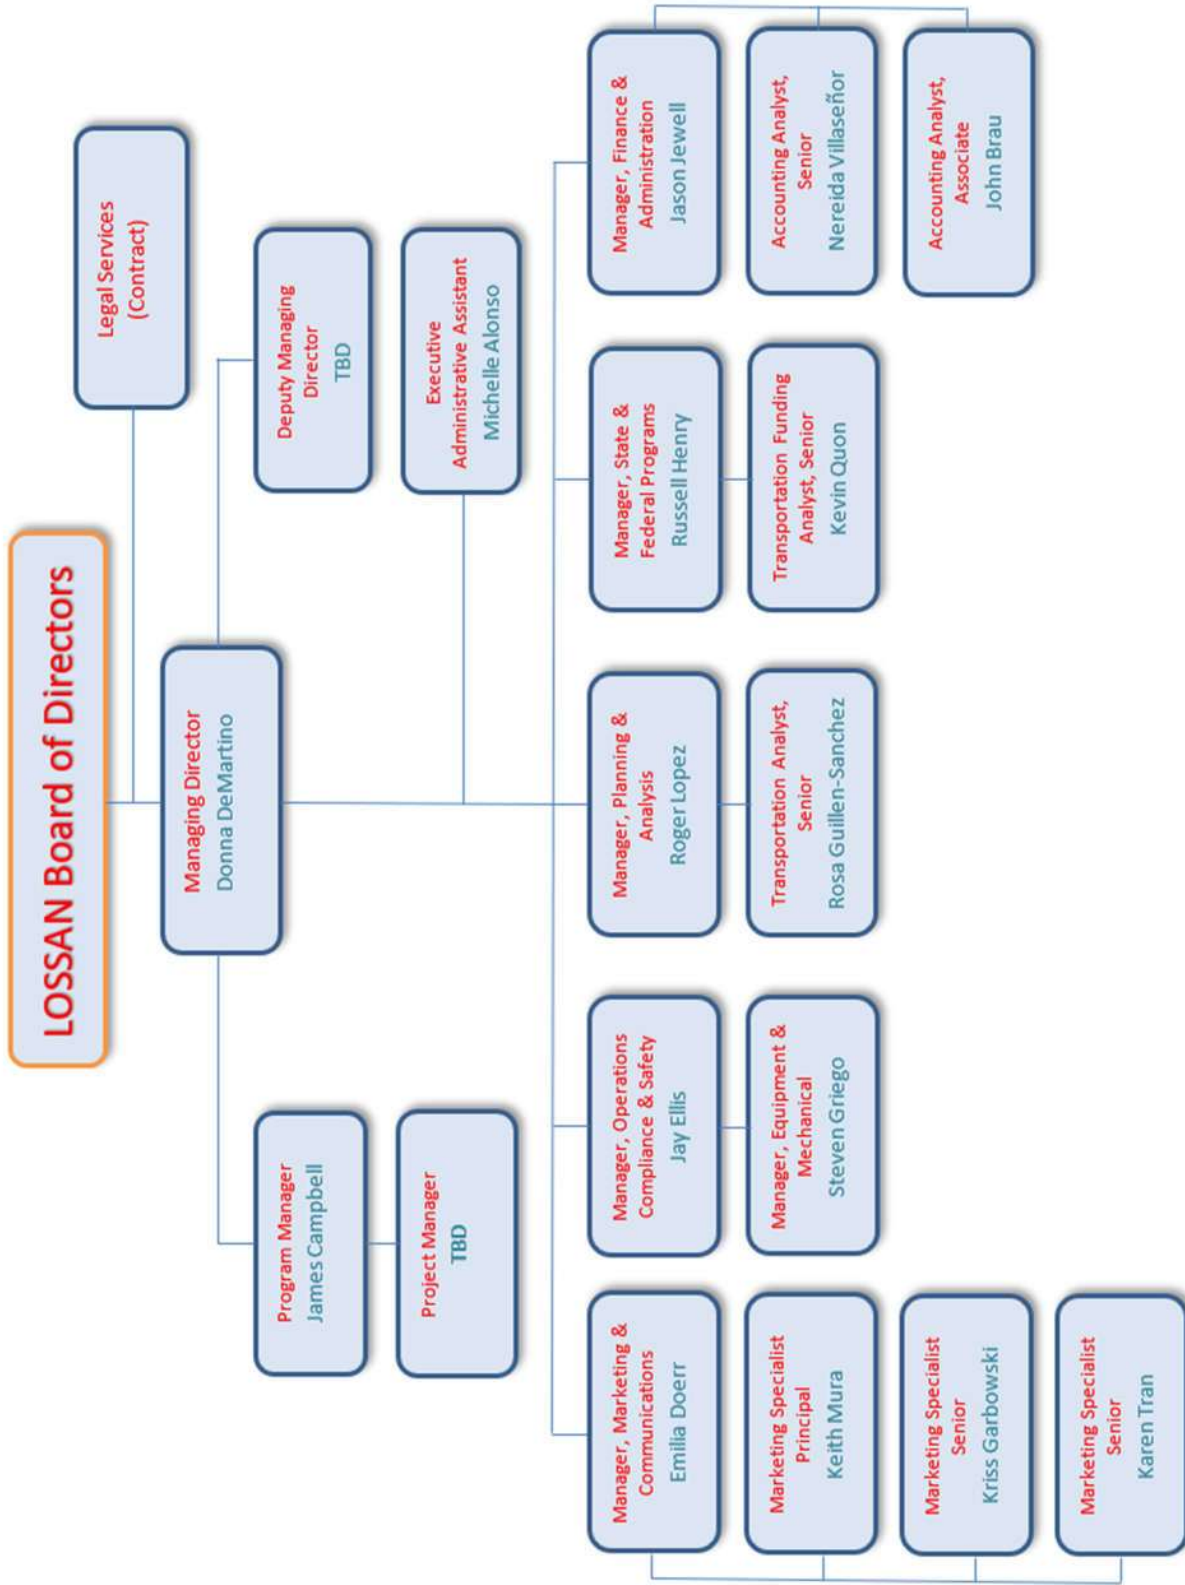 LOSSAN Board of Directors
Legal Services
(Contract)
Managing Director
Donna DeMartino
Program Manager
James Campbell
Deputy Managing
Director
TBD
Project Manager
TBD
Executive
Administrative Assistant
Michelle Alonso
Manager, Marketing &
Communications
Emilia Doerr
Manager, Operations
Compliance & Safety
Jay Ellis
Manager, Planning &
Analysis
Roger Lopez
Manager, State &
Federal Programs
Russell Henry
Manager, Finance &
Administration
Jason Jewell
Marketing Specialist
Principal
Keith Mura
Manager, Equipment &
Mechanical
Steven Griego
Transportation Analyst,
Senior
Rosa Guillen-Sanchez
Transportation Funding
Analyst, Senior
Kevin Quon
Accounting Analyst,
Senior
Nereida Villaseñor
Marketing Specialist
Senior
Kriss Garbowski
Accounting Analyst,
Associate
John Brau
Marketing Specialist
Senior
Karen Tran